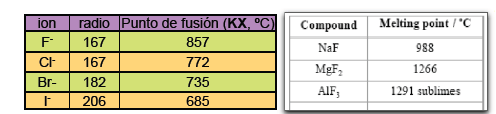 ion radio Punto de fusión (KX, ºC)
F- 167 857
Cl- 167 772
Br- 182 735
I- 206 685
Compound Melting point / °C
NaF 988
MgF₂ 1266
AlF₃ 1291 sublimes